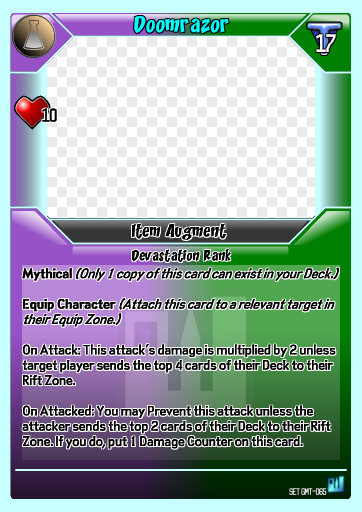 Doomrazor
17
10
Item Augment
Devastation Rank
Mythical (Only 1 copy of this card can exist in your Deck.)
Equip Character (Attach this card to a relevant target in
their Equip Zone.)
On Attack: This attack's damage is multiplied by 2 unless
target player sends the top 4 cards of their Deck to their
Rift Zone.
On Attacked: You may Prevent this attack unless the
attacker sends the top 2 cards of their Deck to their Rift
Zone. If you do, put 1 Damage Counter on this card.
SET GMT-065